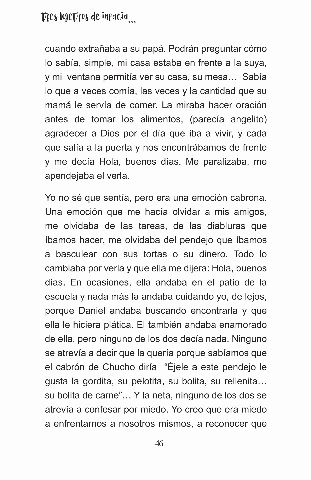 Tres lugtitos de infancia...
cuando extrañaba a su papá. Podrán preguntar cómo
lo sabía, simple, mi casa estaba en frente a la suya,
y mi ventana permitía ver su casa, su mesa… Sabía
lo que a veces comía, las veces y la cantidad que su
mamá le servía de comer. La miraba hacer oración
antes de tomar los alimentos, (parecía angelito)
agradecer a Dios por el día que iba a vivir, y cada
que salía a la puerta y nos encontrábamos de frente
y me decía Hola, buenos días. Me paralizaba, me
apendejaba el verla.
Yo no sé que sentía, pero era una emoción cabrona.
Una emoción que me hacía olvidar a mis amigos,
me olvidaba de las tareas, de las diabluras que
Ibamos hacer, me olvidaba del pendejo que Ibamos
a basculear con sus tortas o su dinero. Todo lo
cambiaba por verla y que ella me dijera: Hola, buenos
días. En ocasiones, ella andaba en el patio de la
escuela y nada más la andaba cuidando yo, de lejos,
porque Daniel andaba buscando encontrarla y que
ella le hiciera plática. El también andaba enamorado
de ella, pero ninguno de los dos decía nada. Ninguno
se atrevía a decir que la quería porque sabíamos que
el cabrón de Chucho diría “Éjele a este pendejo le
gusta la gordita, su pelotita, su bolita, su rellenita…
su bolita de carne”… Y la neta, ninguno de los dos se
atrevía a confesar por miedo. Yo creo que era miedo
a enfrentarnos a nosotros mismos, a reconocer que
46